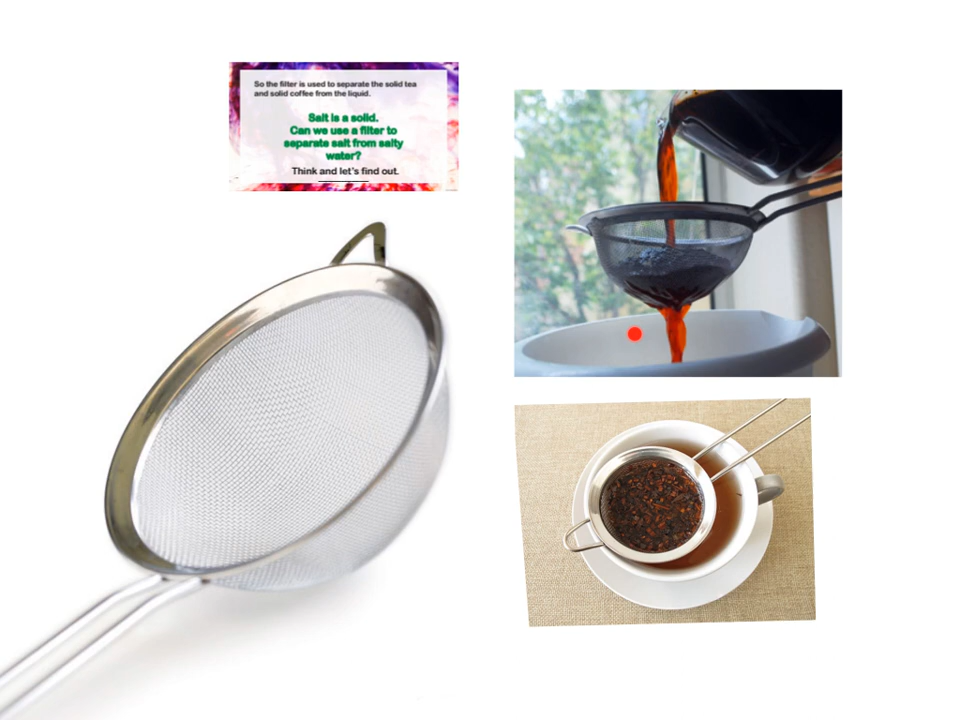 So the filter is used to separate the solid tea
and solid coffee from the liquid.
Salt is a solid.
Can we use a filter to
separate salt from salty
water?
Think and let's find out.